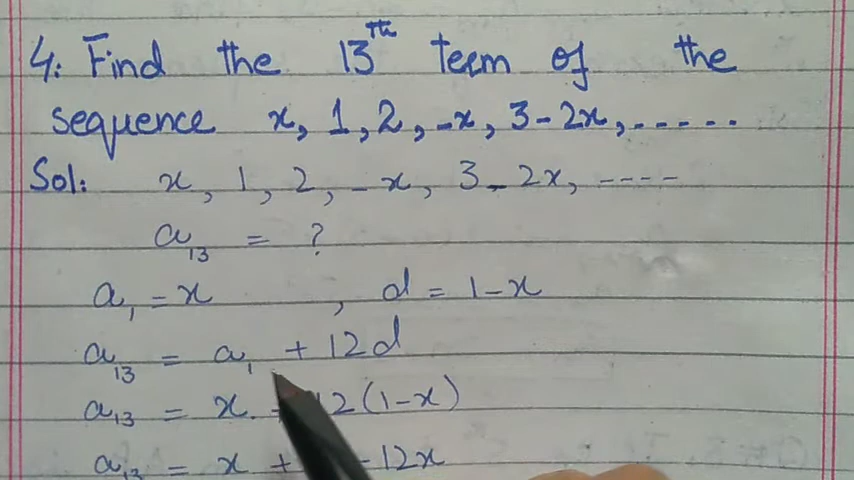 4: Find the 13th term of the
sequence x, 1, 2, -x, 3-2x, .....
Sol: x, 1, 2, -x, 3-2x, ----
a13 = ?
a1 = x , d = 1-x
a13 = a1 + 12d
a13 = x 12(1-x)
a13 = x + -12x